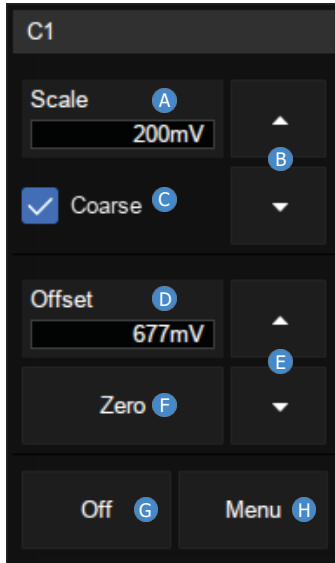 C1
Scale A
200mV
B
Coarse C
Offset D
677mV
E
Zero F
Off G Menu H